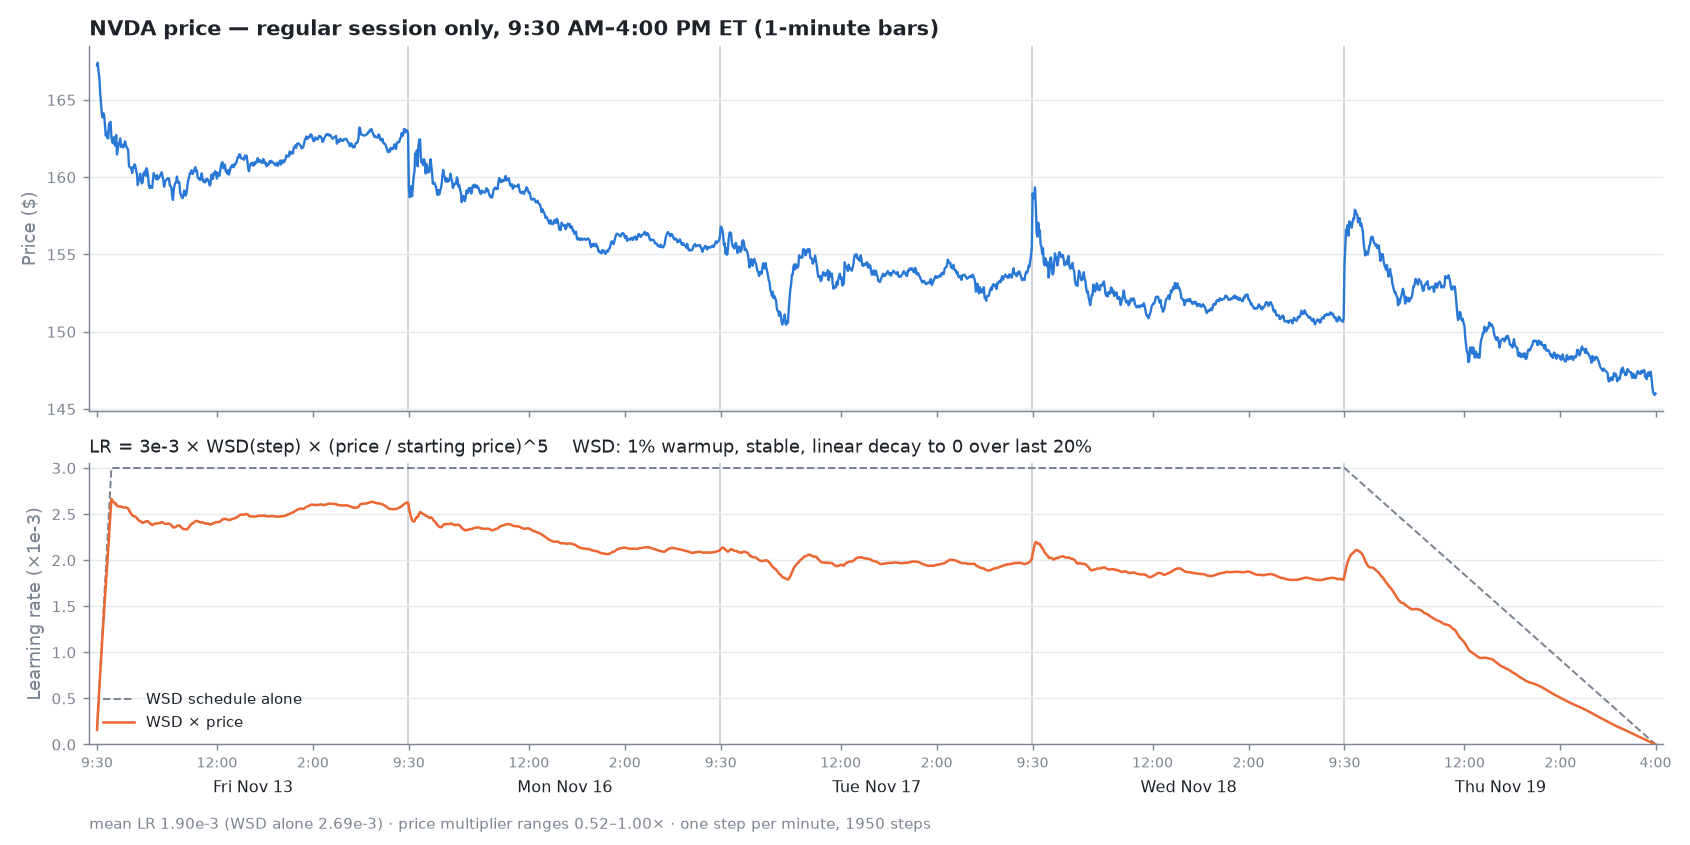 NVDA price — regular session only, 9:30 AM–4:00 PM ET (1-minute bars)
Price ($)
165
160
155
150
145
LR = 3e-3 × WSD(step) × (price / starting price)^5    WSD: 1% warmup, stable, linear decay to 0 over last 20%
Learning rate (×1e-3)
3.0
2.5
2.0
1.5
1.0
0.5
0.0
WSD schedule alone
WSD × price
9:30 12:00 2:00 9:30 12:00 2:00 9:30 12:00 2:00 9:30 12:00 2:00 9:30 12:00 2:00 4:00
Fri Nov 13 Mon Nov 16 Tue Nov 17 Wed Nov 18 Thu Nov 19
mean LR 1.90e-3 (WSD alone 2.69e-3) · price multiplier ranges 0.52–1.00× · one step per minute, 1950 steps